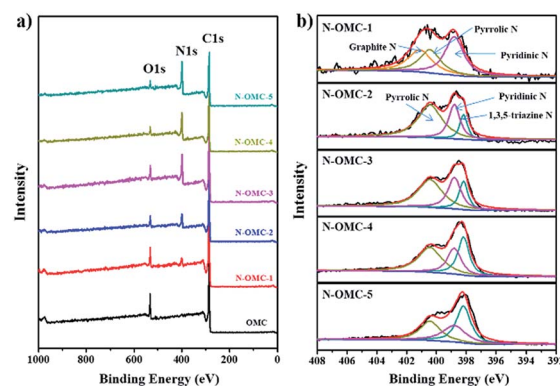 a)
C1s
N1s
O1s
N-OMC-5
N-OMC-4
N-OMC-3
N-OMC-2
N-OMC-1
OMC
Intensity
1000 800 600 400 200 0
Binding Energy (eV)
b)
N-OMC-1
Graphite N
Pyrrolic N
Pyridinic N
N-OMC-2
Pyrrolic N
Pyridinic N
1,3,5-triazine N
N-OMC-3
N-OMC-4
N-OMC-5
Intensity
408 406 404 402 400 398 396 394 392
Binding Energy (eV)